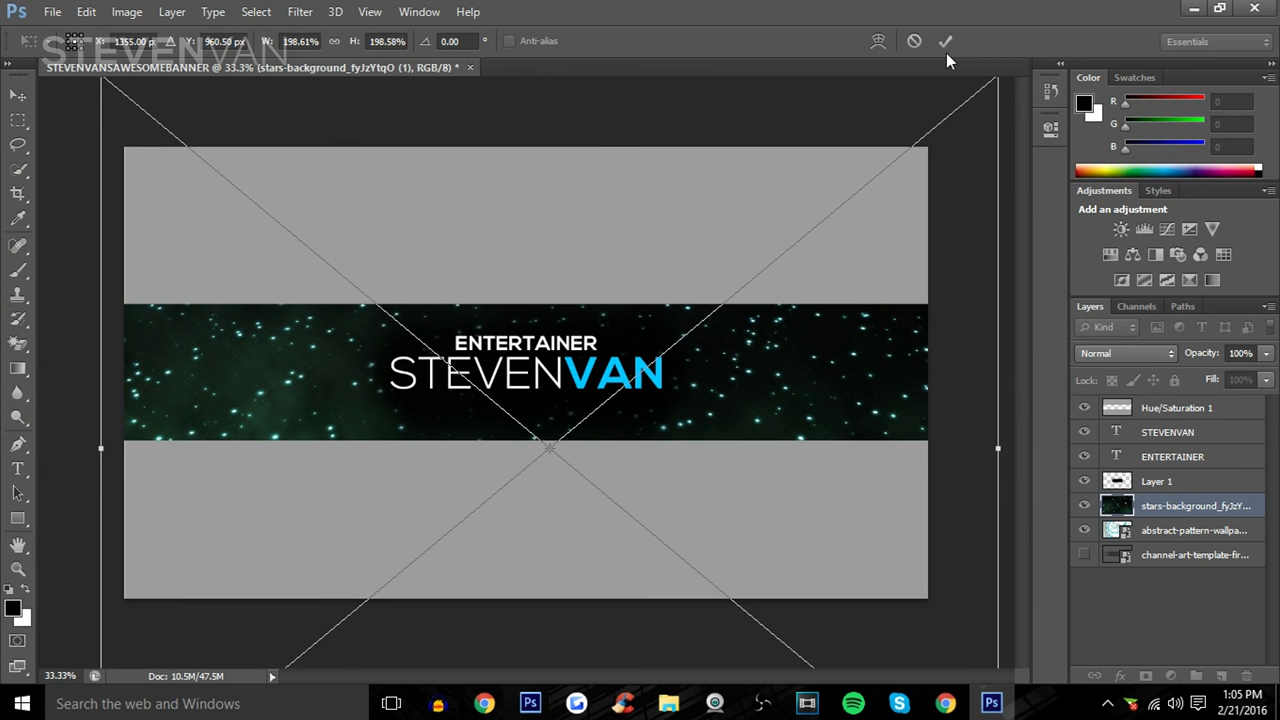 Ps File Edit Image Layer Type Select Filter 3D View Window Help
X: 1355.00 p Y: 960.50 px W: 198.61% H: 198.58% 0.00 ° Anti-alias Essentials
STEVENVAN
STEVENVANSAWESOMEBANNER @ 33.3% (stars-background_fyJzYtqO (1), RGB/8) * ×
Color Swatches
R 0
G 0
B 0
Adjustments Styles
Add an adjustment
ENTERTAINER
STEVENVAN
Layers Channels Paths
Kind
Normal Opacity: 100%
Lock: Fill: 100%
Hue/Saturation 1
T STEVENVAN
T ENTERTAINER
Layer 1
stars-background_fyJzY...
abstract-pattern-wallpa...
channel-art-template-fir...
33.33% Doc: 10.5M/47.5M
Search the web and Windows
Ps
Ps
1:05 PM
2/21/2016